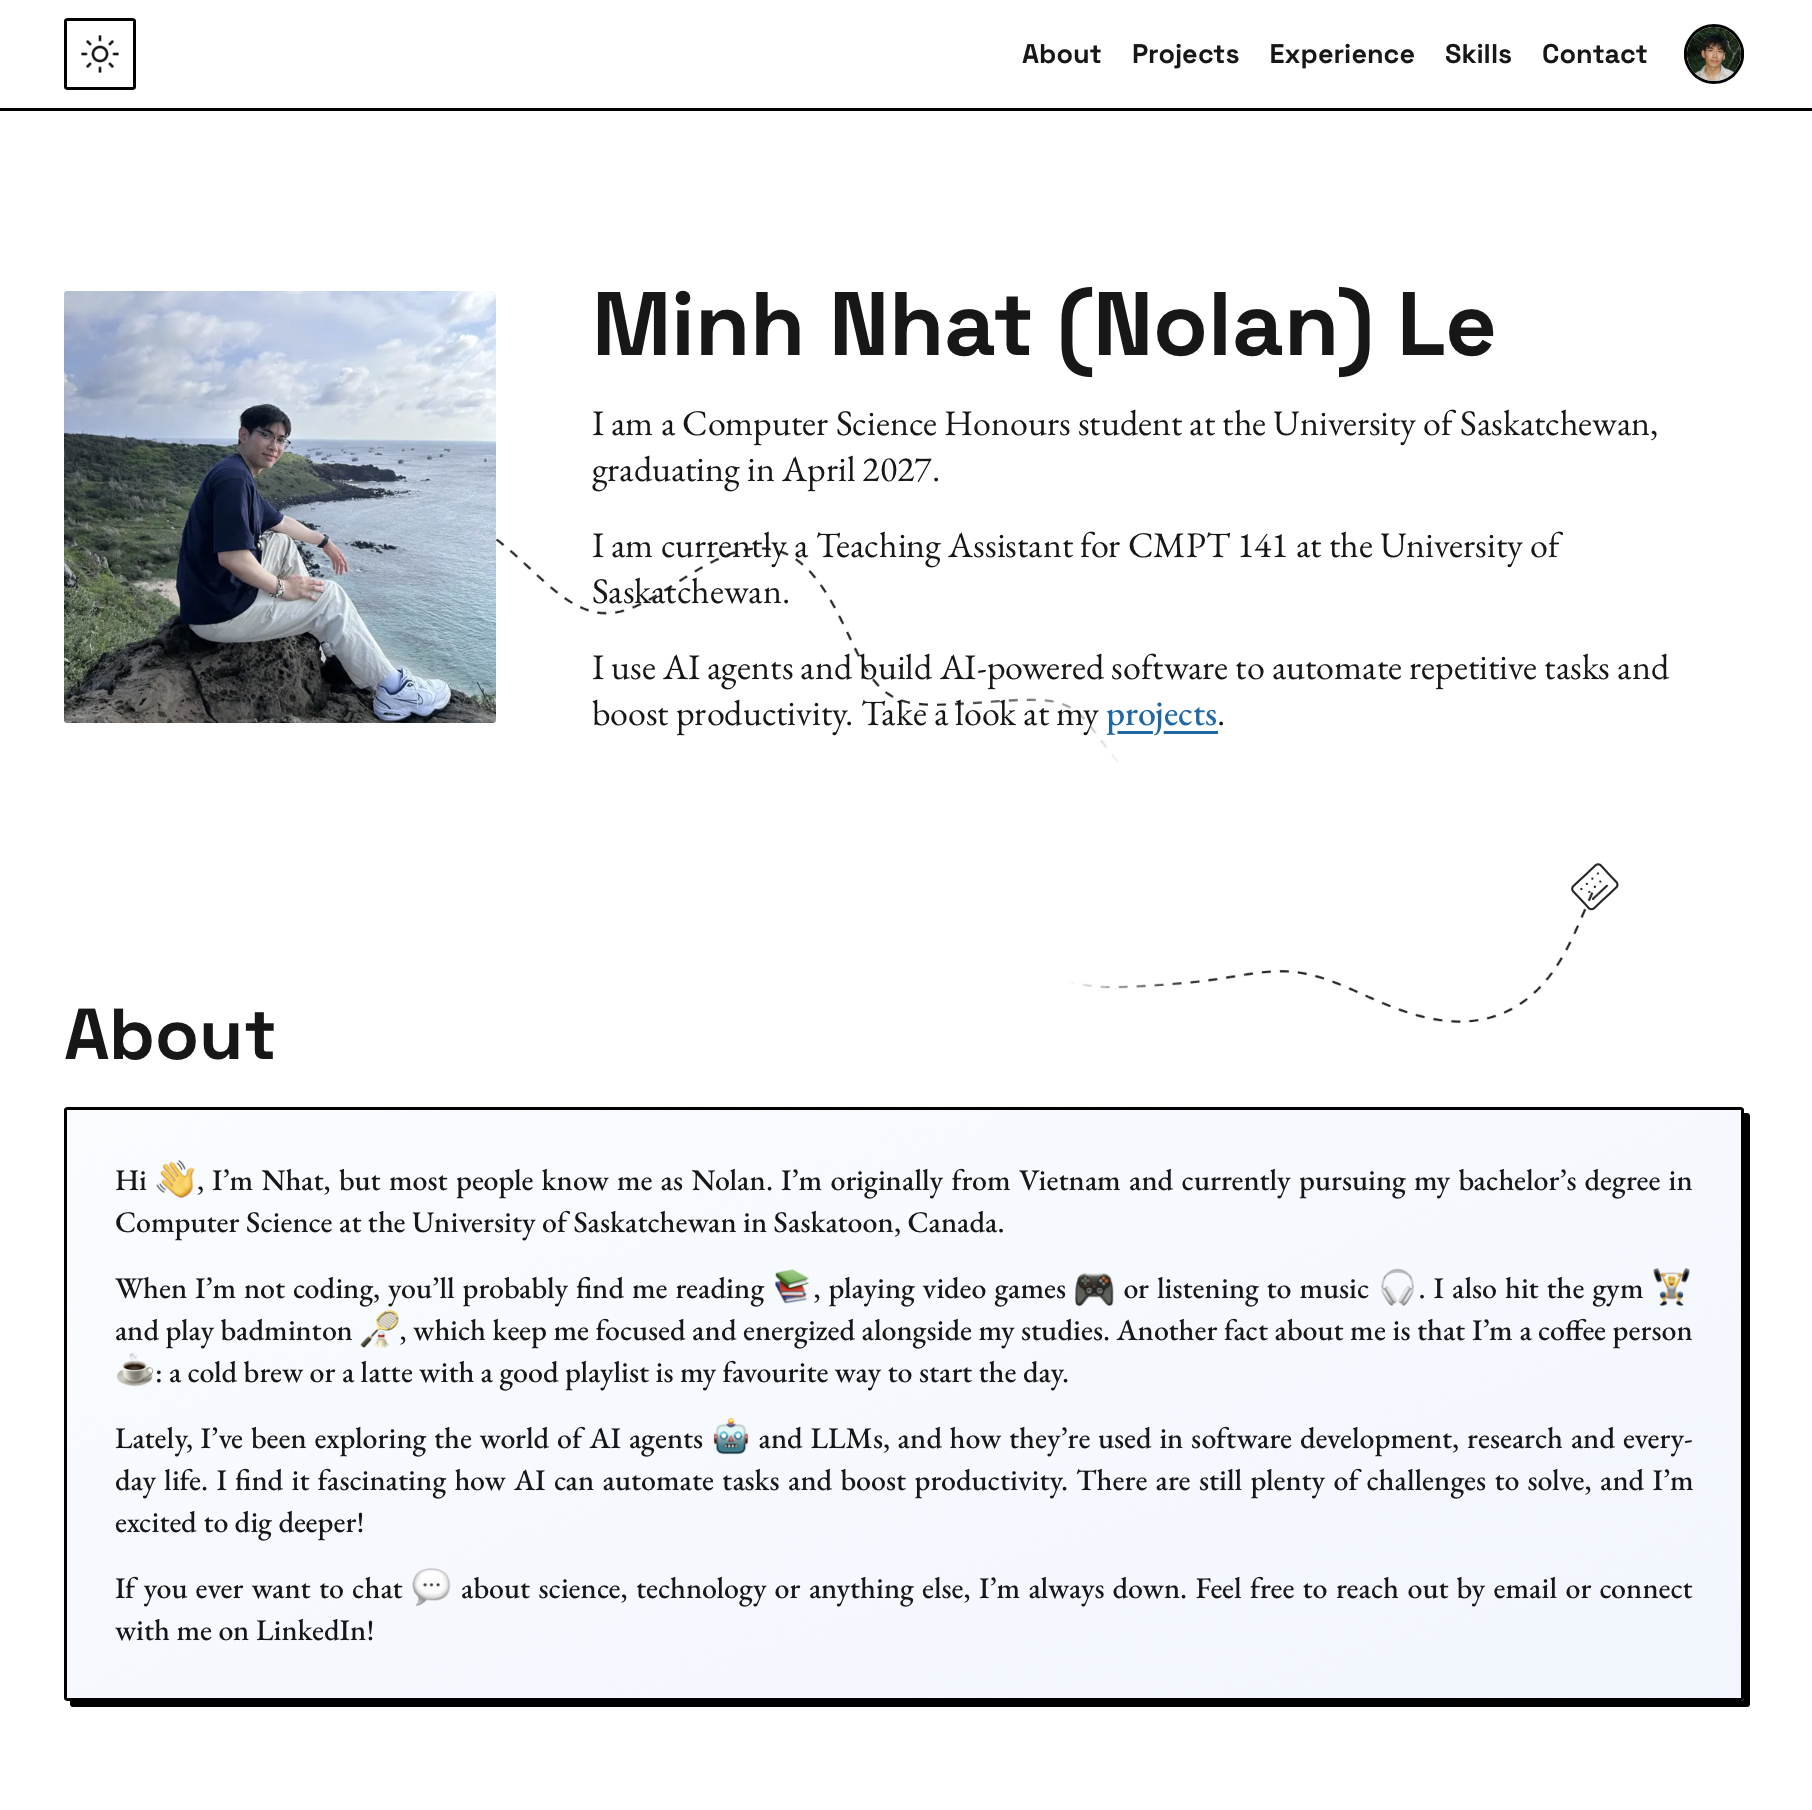 About Projects Experience Skills Contact
Minh Nhat (Nolan) Le
I am a Computer Science Honours student at the University of Saskatchewan,
graduating in April 2027.
I am currently a Teaching Assistant for CMPT 141 at the University of
Saskatchewan.
I use AI agents and build AI-powered software to automate repetitive tasks and
boost productivity. Take a look at my projects.
About
Hi 👋, I’m Nhat, but most people know me as Nolan. I’m originally from Vietnam and currently pursuing my bachelor’s degree in
Computer Science at the University of Saskatchewan in Saskatoon, Canada.
When I’m not coding, you’ll probably find me reading 📚, playing video games 🎮 or listening to music 🎧. I also hit the gym 🏋️
and play badminton 🏸, which keep me focused and energized alongside my studies. Another fact about me is that I’m a coffee person
☕: a cold brew or a latte with a good playlist is my favourite way to start the day.
Lately, I’ve been exploring the world of AI agents 🤖 and LLMs, and how they’re used in software development, research and every-
day life. I find it fascinating how AI can automate tasks and boost productivity. There are still plenty of challenges to solve, and I’m
excited to dig deeper!
If you ever want to chat 💬 about science, technology or anything else, I’m always down. Feel free to reach out by email or connect
with me on LinkedIn!